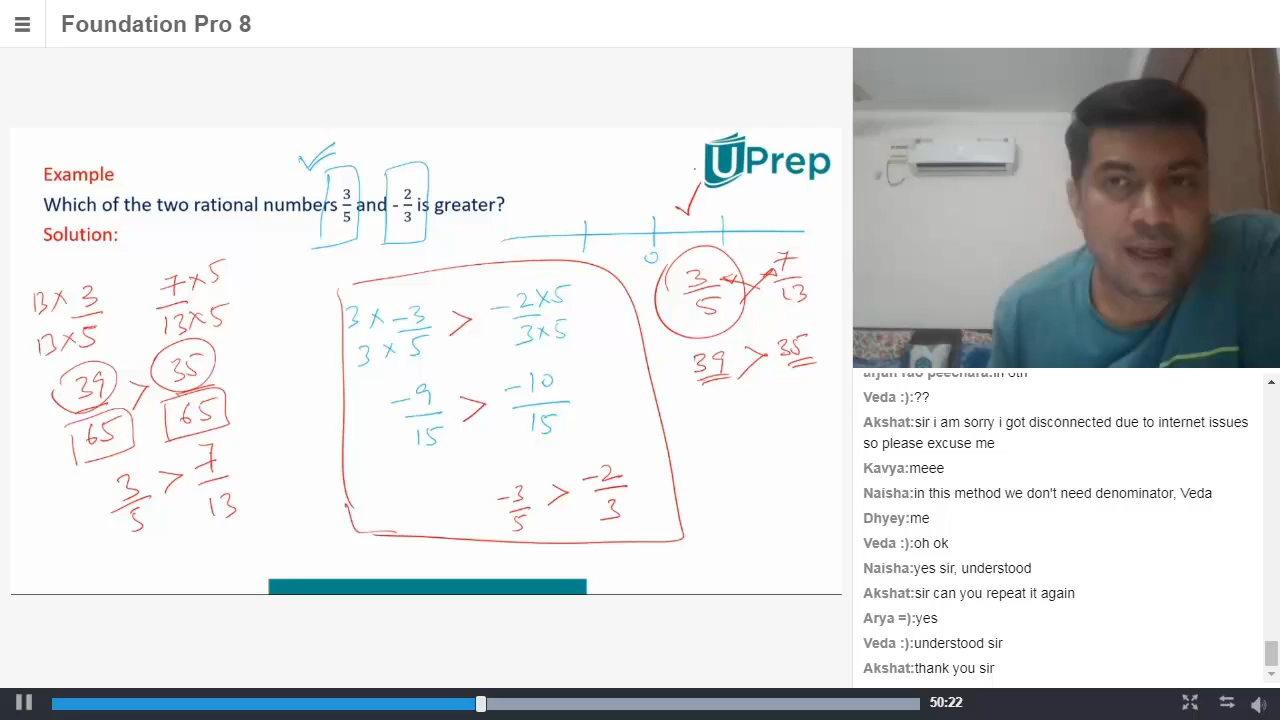 Foundation Pro 8
UPrep
Example
Which of the two rational numbers 3/5 and - 2/3 is greater?
Solution:
0
13 × 3 / 13 × 5
7 × 5 / 13 × 5
39/65 > 35/65
3/5 > 7/13
3 × -3 / 3 × 5 > -2 × 5 / 3 × 5
-9/15 > -10/15
-3/5 > -2/3
3/5 7/13
39 > 35
Veda :):??
Akshat:sir i am sorry i got disconnected due to internet issues
so please excuse me
Kavya:meee
Naisha:in this method we don't need denominator, Veda
Dhyey:me
Veda :):oh ok
Naisha:yes sir, understood
Akshat:sir can you repeat it again
Arya =):yes
Veda :):understood sir
Akshat:thank you sir
50:22